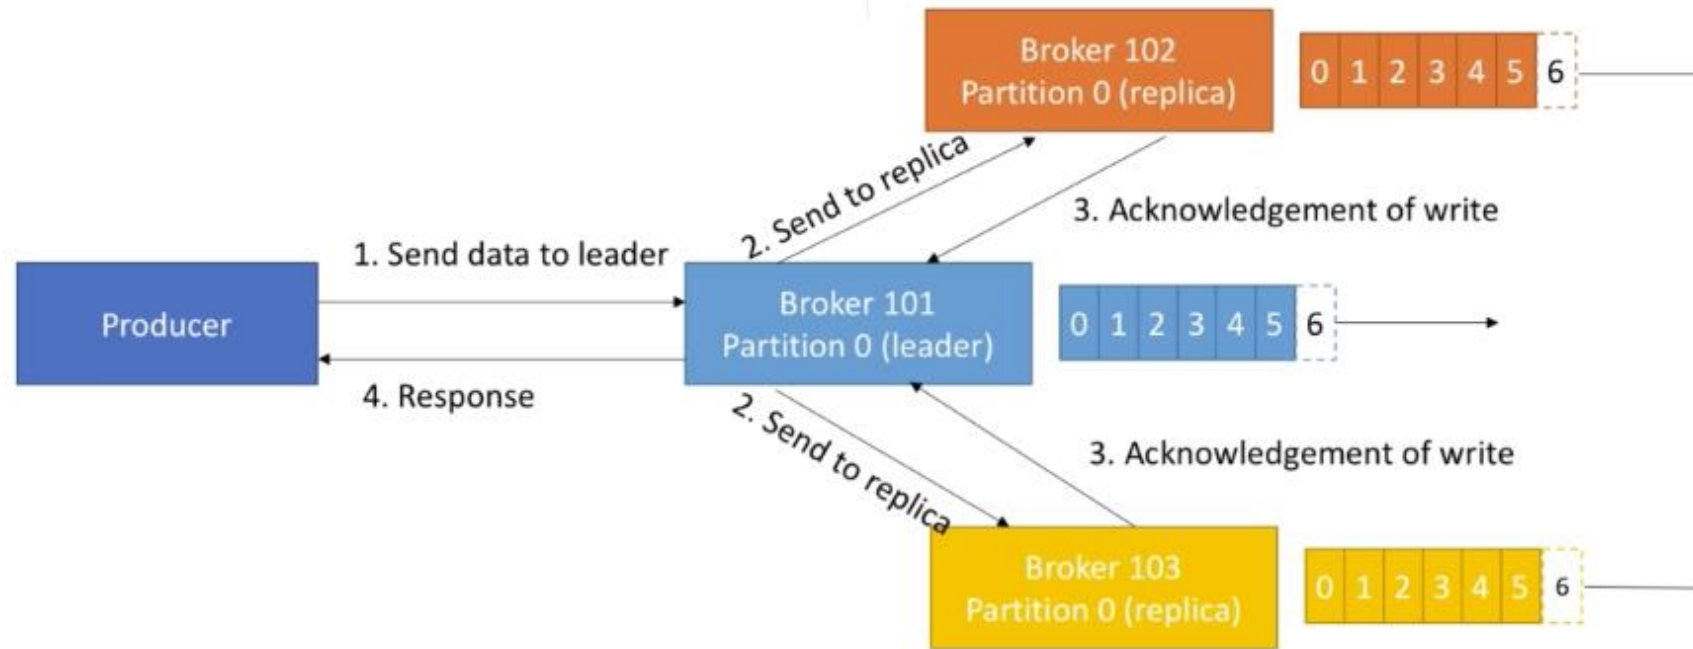 Broker 102
Partition 0 (replica)
0 1 2 3 4 5 6
2. Send to replica
3. Acknowledgement of write
1. Send data to leader
Producer
Broker 101
Partition 0 (leader)
0 1 2 3 4 5 6
4. Response
2. Send to replica
3. Acknowledgement of write
Broker 103
Partition 0 (replica)
0 1 2 3 4 5 6